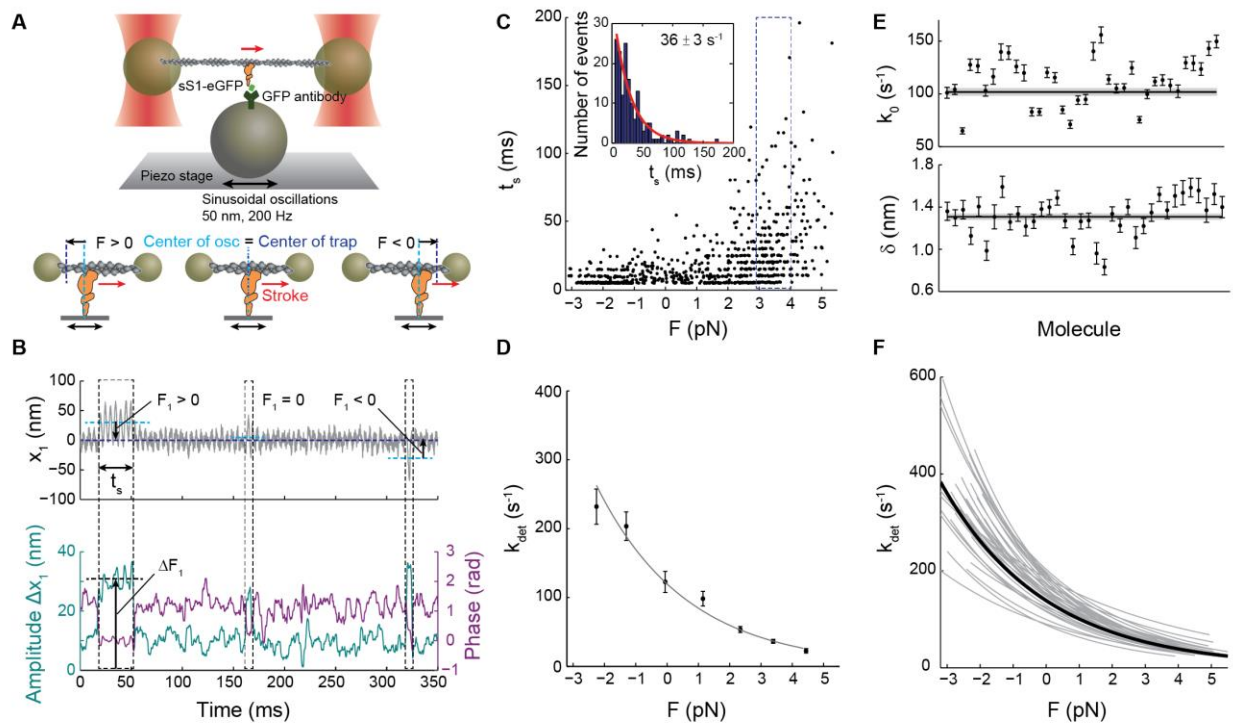 A
sS1-eGFP
GFP antibody
Piezo stage
Sinusoidal oscillations
50 nm, 200 Hz
F > 0
Center of osc = Center of trap
F < 0
Stroke
B
100
50
0
−50
−100
x₁ (nm)
F₁ > 0
F₁ = 0
F₁ < 0
tₛ
40
20
0
Amplitude Δx₁ (nm)
ΔF₁
3
2
1
0
−1
Phase (rad)
0 50 100 150 200 250 300 350
Time (ms)
C
200
150
100
50
0
tₛ (ms)
30
20
10
0
Number of events
36 ± 3 s⁻¹
0 50 100 150 200
tₛ (ms)
−3 −2 −1 0 1 2 3 4 5
F (pN)
D
400
300
200
100
0
k_det (s⁻¹)
−3 −2 −1 0 1 2 3 4 5
F (pN)
E
150
100
50
k₀ (s⁻¹)
1.8
1.4
1.0
0.6
δ (nm)
Molecule
F
600
400
200
0
k_det (s⁻¹)
−3 −2 −1 0 1 2 3 4 5
F (pN)